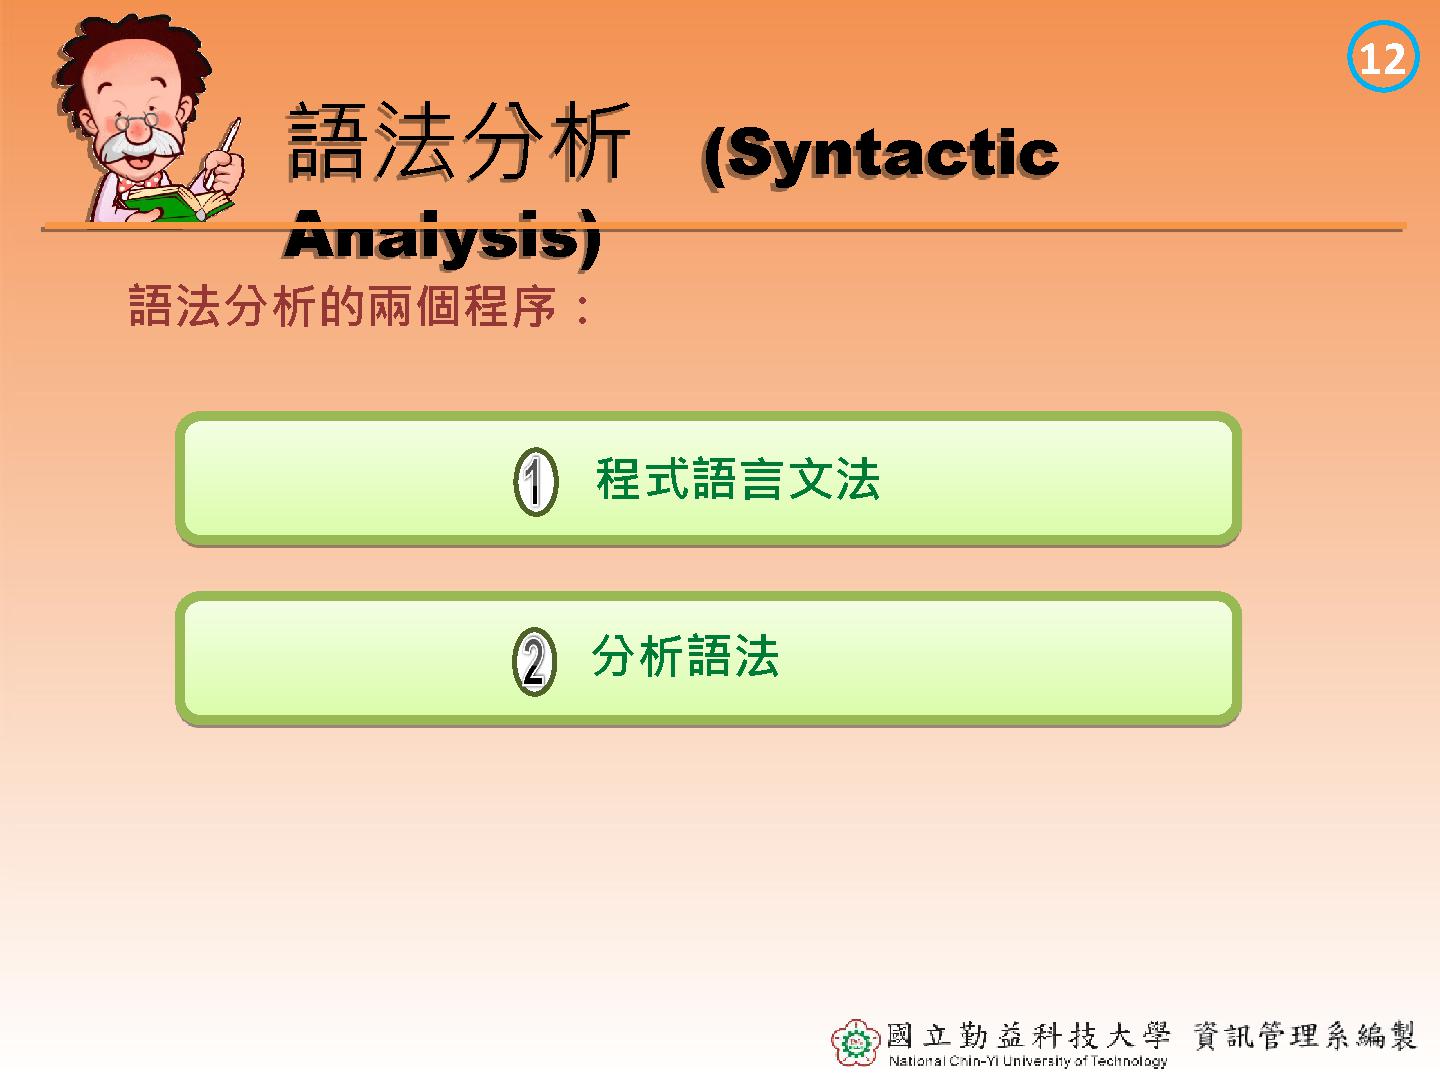 12
語法分析 (Syntactic
Analysis)
語法分析的兩個程序：
1 程式語言文法
2 分析語法
國立勤益科技大學 資訊管理系編製
National Chin-Yi University of Technology